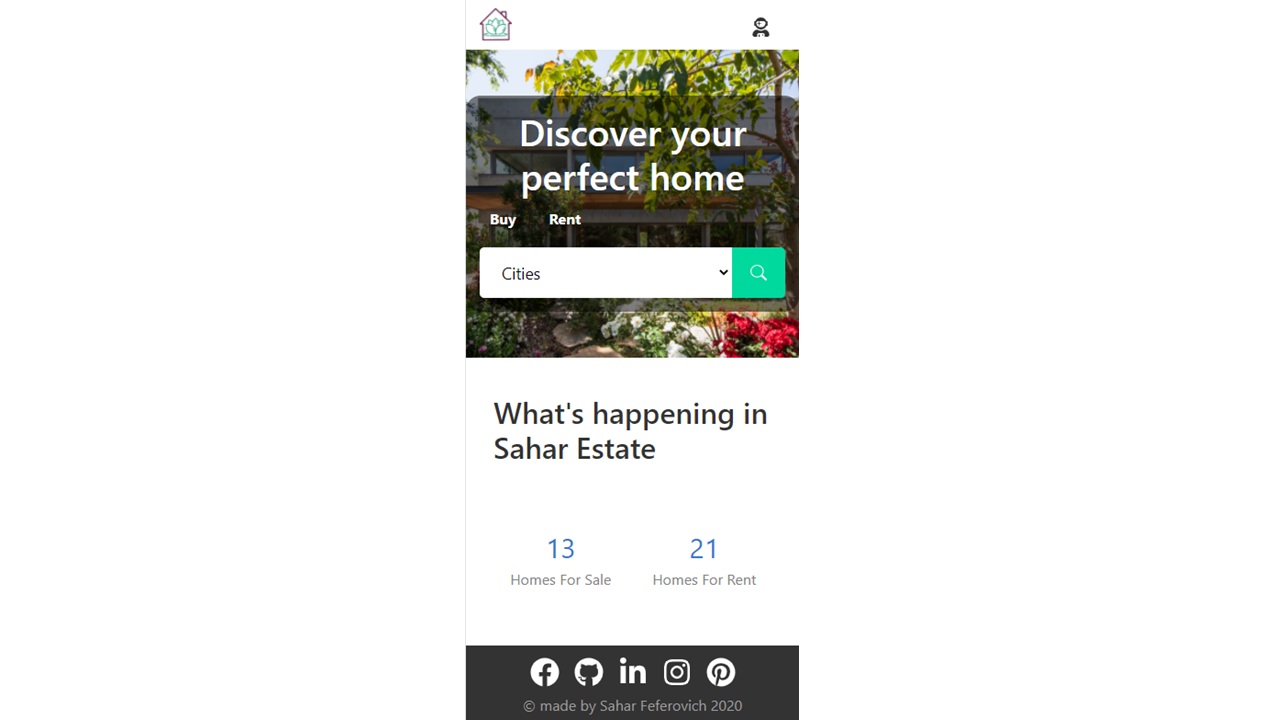 Discover your
perfect home
Buy Rent
Cities
What's happening in
Sahar Estate
13 21
Homes For Sale Homes For Rent
© made by Sahar Feferovich 2020